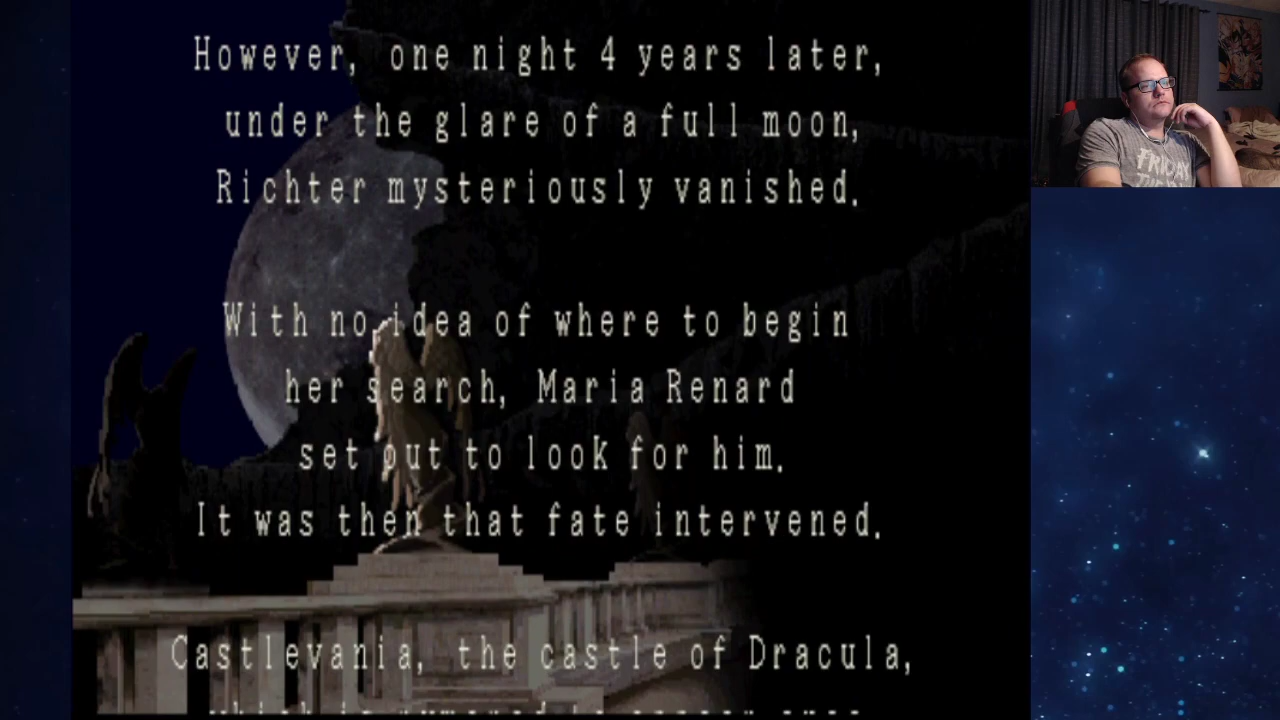 However, one night 4 years later,
under the glare of a full moon,
Richter mysteriously vanished.
With no idea of where to begin
her search, Maria Renard
set out to look for him.
It was then that fate intervened.
Castlevania, the castle of Dracula,
FRIDAY